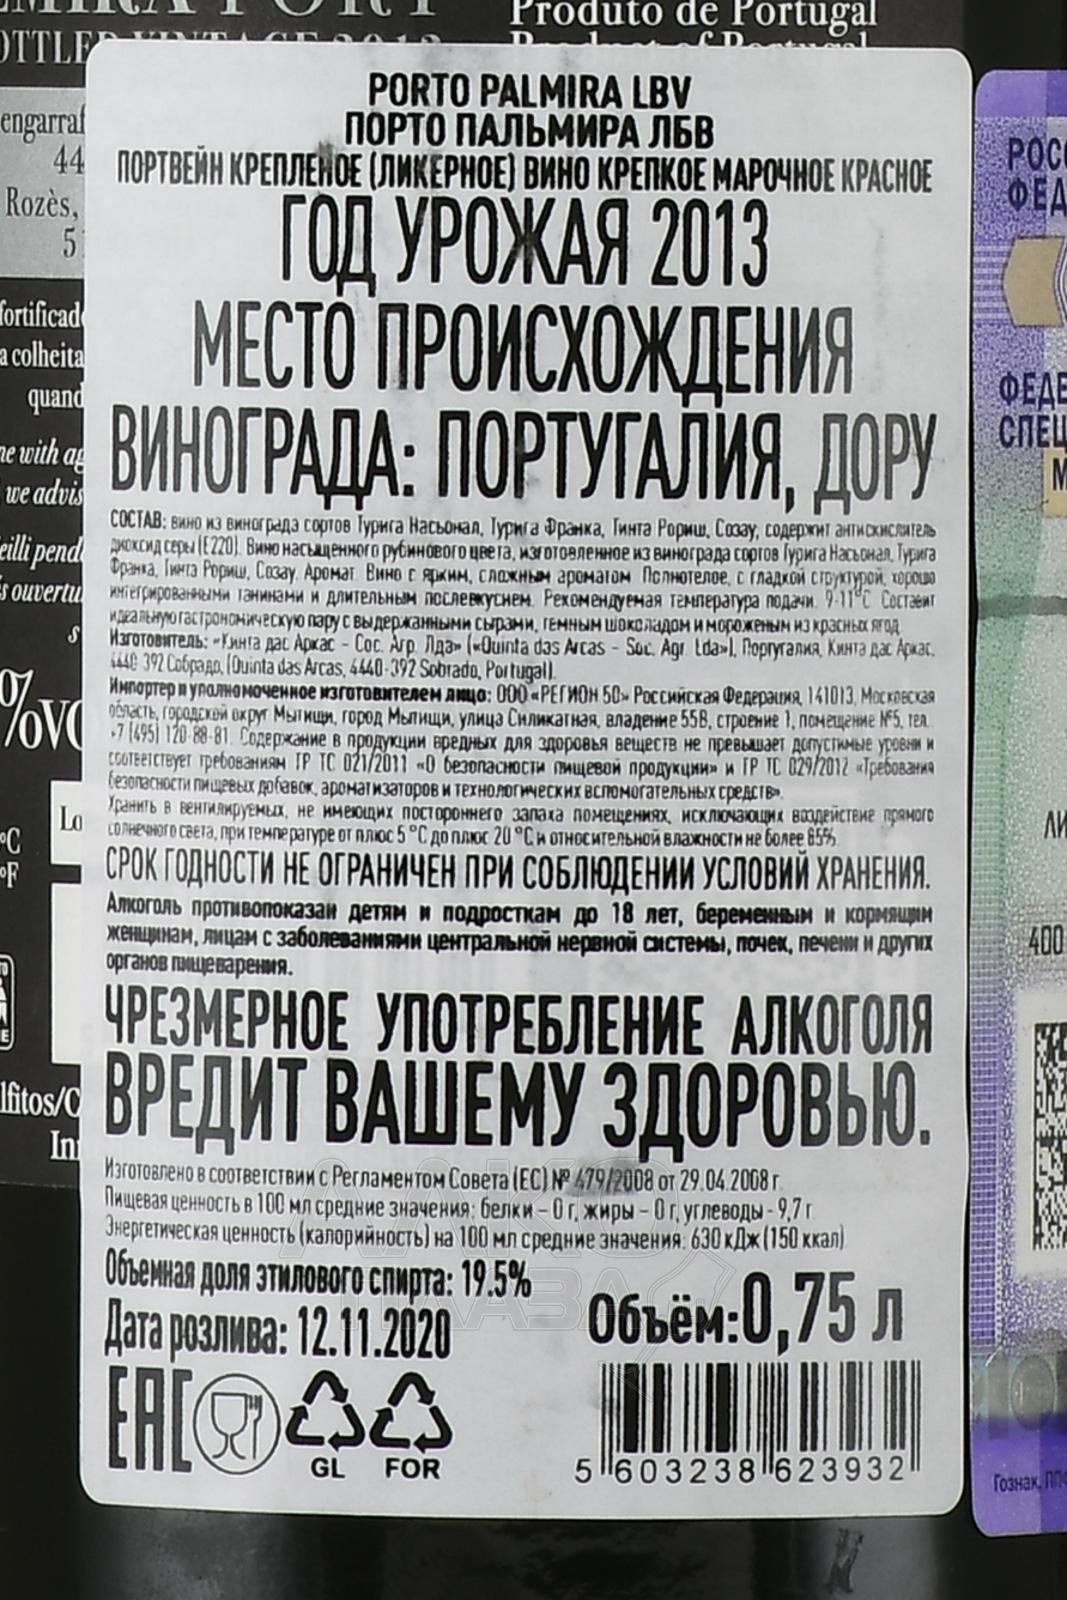 Produto de Portugal
PORTO PALMIRA LBV
ПОРТО ПАЛЬМИРА ЛБВ
ПОРТВЕЙН КРЕПЛЕНОЕ (ЛИКЕРНОЕ) ВИНО КРЕПКОЕ МАРОЧНОЕ КРАСНОЕ
ГОД УРОЖАЯ 2013
МЕСТО ПРОИСХОЖДЕНИЯ
ВИНОГРАДА: ПОРТУГАЛИЯ, ДОРУ
СОСТАВ: вино из винограда сортов Турига Насьонал, Турига Франка, Тинта Рориш, Созау, содержит антиокислитель
диоксид серы (Е220). Вино насыщенного рубинового цвета, изготовленное из винограда сортов Турига Насьонал, Турига
Франка, Тинта Рориш, Созау. Аромат. Вино с ярким, сложным ароматом. Полнотелое, с гладкой структурой, хорошо
интегрированными танинами и длительным послевкусием. Рекомендуемая температура подачи 9-11°С. Составит
идеальную гастрономическую пару с выдержанными сырами, темным шоколадом и мороженым из красных ягод.
Изготовитель: «Кинта дас Аркас - Сос. Агр. Лда» («Quinta das Arcas - Soc. Agr. Lda»), Португалия, Кинта дас Аркас,
4440-392 Собрадо, (Quinta das Arcas, 4440-392 Sobrado, Portugal).
Импортер и уполномоченное изготовителем лицо: ООО «РЕГИОН 50» Российская Федерация, 141013, Московская
область, городской округ Мытищи, город Мытищи, улица Силикатная, владение 55В, строение 1, помещение №5, тел.:
+7 (495) 120-88-81. Содержание в продукции вредных для здоровья веществ не превышает допустимые уровни и
соответствует требованиям ТР ТС 021/2011 «О безопасности пищевой продукции» и ТР ТС 029/2012 «Требования
безопасности пищевых добавок, ароматизаторов и технологических вспомогательных средств».
Хранить в вентилируемых, не имеющих постороннего запаха помещениях, исключающих воздействие прямого
солнечного света, при температуре от плюс 5 °С до плюс 20 °С и относительной влажности не более 85%.
СРОК ГОДНОСТИ НЕ ОГРАНИЧЕН ПРИ СОБЛЮДЕНИИ УСЛОВИЙ ХРАНЕНИЯ.
Алкоголь противопоказан детям и подросткам до 18 лет, беременным и кормящим
женщинам, лицам с заболеваниями центральной нервной системы, почек, печени и других
органов пищеварения.
ЧРЕЗМЕРНОЕ УПОТРЕБЛЕНИЕ АЛКОГОЛЯ
ВРЕДИТ ВАШЕМУ ЗДОРОВЬЮ.
Изготовлено в соответствии с Регламентом Совета (ЕС) № 479/2008 от 29.04.2008 г.
Пищевая ценность в 100 мл средние значения: белки – 0 г, жиры – 0 г, углеводы - 9,7 г.
Энергетическая ценность (калорийность) на 100 мл средние значения: 630 кДж (150 ккал)
Объемная доля этилового спирта: 19.5%
Дата розлива: 12.11.2020
Объём: 0,75 л
EAC
GL FOR
5 603238 623932